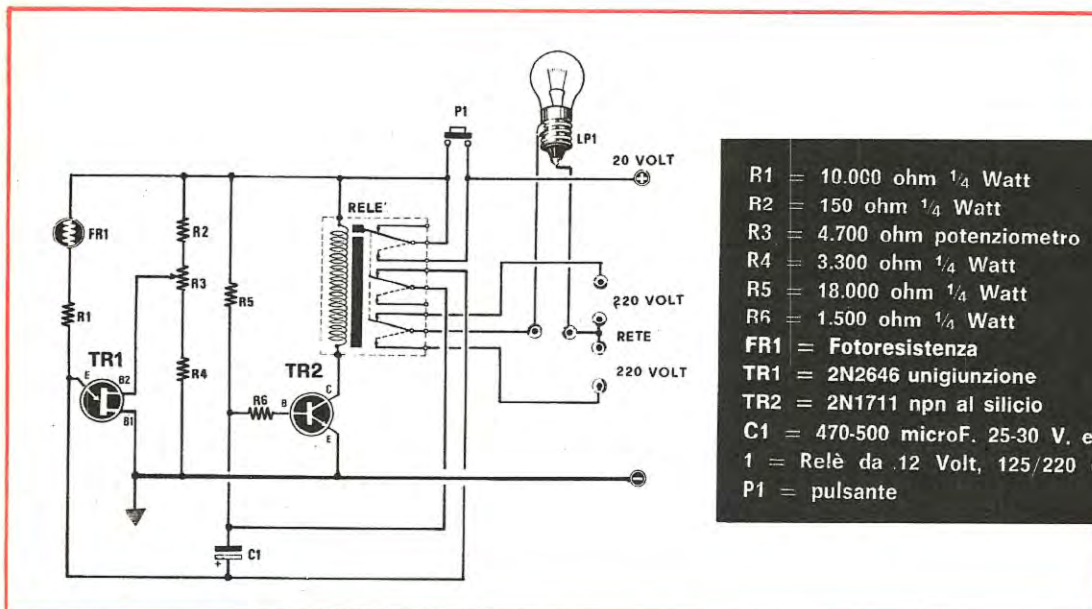 P1
LP1
20 VOLT
+
RELE'
FR1
R2
R3
R5
R1
220 VOLT
TR1
TR2
RETE
E
B2
R4
C
R6
B
220 VOLT
B1
E
C1
+
R1 = 10.000 ohm ¼ Watt
R2 = 150 ohm ¼ Watt
R3 = 4.700 ohm potenziometro
R4 = 3.300 ohm ¼ Watt
R5 = 18.000 ohm ¼ Watt
R6 = 1.500 ohm ¼ Watt
FR1 = Fotoresistenza
TR1 = 2N2646 unigiunzione
TR2 = 2N1711 npn al silicio
C1 = 470-500 microF. 25-30 V. e
1 = Relè da 12 Volt, 125/220
P1 = pulsante